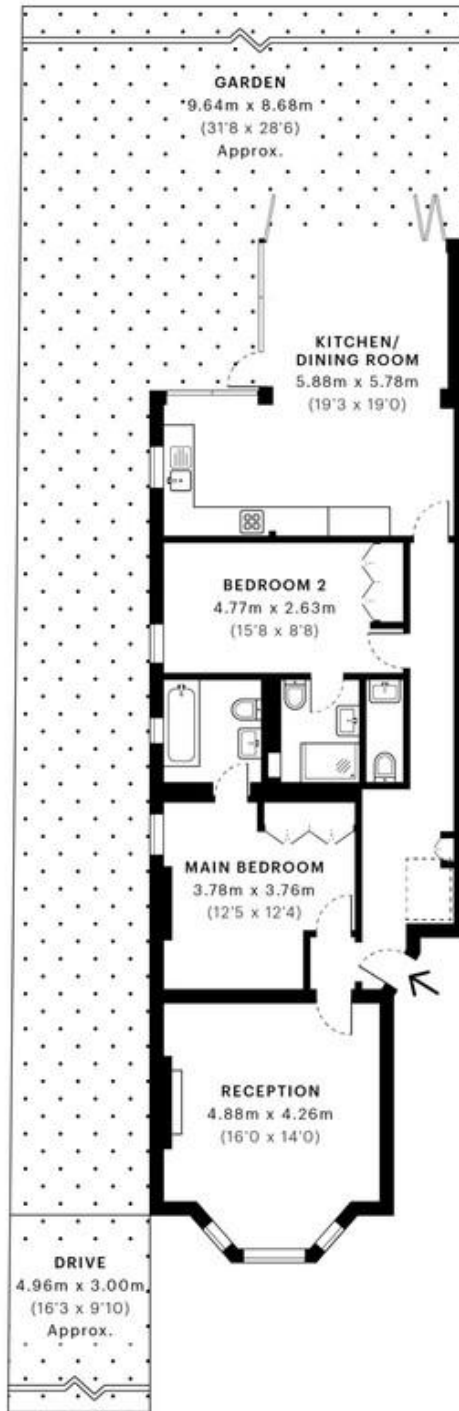 GARDEN
9.64m x 8.68m
(31'8 x 28'6)
Approx.
KITCHEN/
DINING ROOM
5.88m x 5.78m
(19'3 x 19'0)
BEDROOM 2
4.77m x 2.63m
(15'8 x 8'8)
MAIN BEDROOM
3.78m x 3.76m
(12'5 x 12'4)
RECEPTION
4.88m x 4.26m
(16'0 x 14'0)
DRIVE
4.96m x 3.00m
(16'3 x 9'10)
Approx.